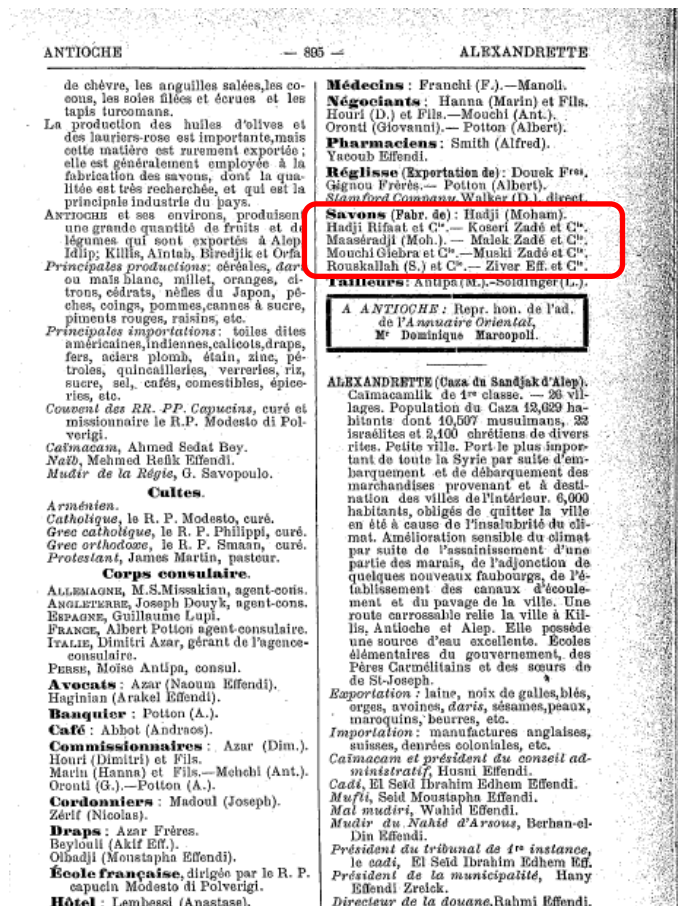 ANTIOCHE — 895 — ALEXANDRETTE
de chèvre, les anguilles salées, les co-
cons, les soies filées et écrues et les
tapis turcomans.
La production des huiles d'olives et
des lauriers-rose est importante, mais
cette matière est rarement exportée ;
elle est généralement employée à la
fabrication des savons, dont la qua-
litée est très recherchée, et qui est la
principale industrie du pays.
ANTIOCHE et ses environs, produisent
une grande quantité de fruits et de
légumes qui sont exportés à Alep
Idlip; Killis, Aïntab, Biredjik et Orfa
Principales productions: céréales, dari
ou maïs blanc, millet, oranges, ci-
trons, cédrats, nèfles du Japon, pê-
ches, coings, pommes, cannes à sucre,
piments rouges, raisins, etc.
Principales importations: toiles dites
américaines, indiennes, calicots, draps,
fers, aciers plomb, étain, zinc, pé-
troles, quincailleries, verreries, riz,
sucre, sel, cafés, comestibles, épice-
ries, etc.
Couvent des RR. PP. Capucins, curé et
missionnaire le R.P. Modesto di Pol-
verigi.
Caïmacam, Ahmed Sedat Bey.
Naïb, Mehmed Refik Effendi.
Mudir de la Régie, G. Savopoulo.
Cultes.
Arménien.
Catholique, le R. P. Modesto, curé.
Grec catholique, le R. P. Philippi, curé.
Grec orthodoxe, le R. P. Smaan, curé.
Protestant, James Martin, pasteur.
Corps consulaire.
ALLEMAGNE, M.S.Missakian, agent-cons.
ANGLETERRE, Joseph Douyk, agent-cons.
ESPAGNE, Guillaume Lupi.
FRANCE, Albert Potton agent-consulaire.
ITALIE, Dimitri Azar, gérant de l'agence-
consulaire.
PERSE, Moïse Antipa, consul.
Avocats : Azar (Naoum Effendi).
Haginian (Arakel Effendi).
Banquier : Potton (A.).
Café : Abbot (Andraos).
Commissionnaires : Azar (Dim.).
Houri (Dimitri) et Fils.
Marin (Hanna) et Fils.—Mehchi (Ant.).
Oronti (G.).—Potton (A.).
Cordonniers : Madoul (Joseph).
Zérif (Nicolas).
Draps : Azar Frères.
Beylouli (Akif Eff.).
Olbadji (Moustapha Effendi).
École française, dirigée par le R. P.
capucin Modesto di Polverigi.
Hôtel : Lembessi (Anastase).
Médecins : Franchi (F.).—Manoli.
Négociants : Hanna (Marin) et Fils.
Houri (D.) et Fils.—Mouchi (Ant.).
Oronti (Giovanni).— Potton (Albert).
Pharmaciens : Smith (Alfred).
Yacoub Effendi.
Réglisse (Exportation de): Douek Fres.
Gignou Frères.— Potton (Albert).
Stamford Company, Walker (D.), direct.
Savons (Fabr. de) : Hadji (Moham).
Hadji Rifaat et Cie.— Koseri Zadé et Cie.
Maaséradji (Moh.). — Malek Zadé et Cie.
Mouchi Giebra et Cie.—Muski Zadé et Cie.
Rouskallah (S.) et Cie.— Ziver Eff. et Cie.
Tailleurs: Antipa (M.).-Soldinger(L.).
A ANTIOCHE : Repr. hon. de l'ad.
de l'Annuaire Oriental,
Mr Dominique Marcopoli.
ALEXANDRETTE (Caza du Sandjak d'Alep).
Caïmacamlik de 1re classe. — 26 vil-
lages. Population du Caza 12,629 ha-
bitants dont 10,507 musulmans, 22
israélites et 2,100 chrétiens de divers
rites. Petite ville. Port le plus impor-
tant de toute la Syrie par suite d'em-
barquement et de débarquement des
marchandises provenant et à desti-
nation des villes de l'intérieur. 6,000
habitants, obligés de quitter la ville
en été à cause de l'insalubrité du cli-
mat. Amélioration sensible du climat
par suite de l'assainissement d'une
partie des marais, de l'adjonction de
quelques nouveaux faubourgs, de l'é-
tablissement des canaux d'écoule-
ment et du pavage de la ville. Une
route carrossable relie la ville à Kil-
lis, Antioche et Alep. Elle possède
une source d'eau excellente. Écoles
élémentaires du gouvernement, des
Pères Carmélitains et des sœurs de
de St-Joseph.
Exportation : laine, noix de galles, blés,
orges, avoines, daris, sésames, peaux,
maroquins, beurres, etc.
Importation : manufactures anglaises,
suisses, denrées coloniales, etc.
Caïmacam et président du conseil ad-
ministratif, Husni Effendi.
Cadi, El Seid Ibrahim Edhem Effendi.
Mufti, Seid Moustapha Effendi.
Mal mudiri, Wahid Effendi.
Mudir du Nahié d'Arsous, Berhan-el-
Din Effendi.
Président du tribunal de 1re instance,
le cadi, El Seid Ibrahim Edhem Eff.
Président de la municipalité, Hany
Effendi Zreick.
Directeur de la douane, Rahmi Effendi.